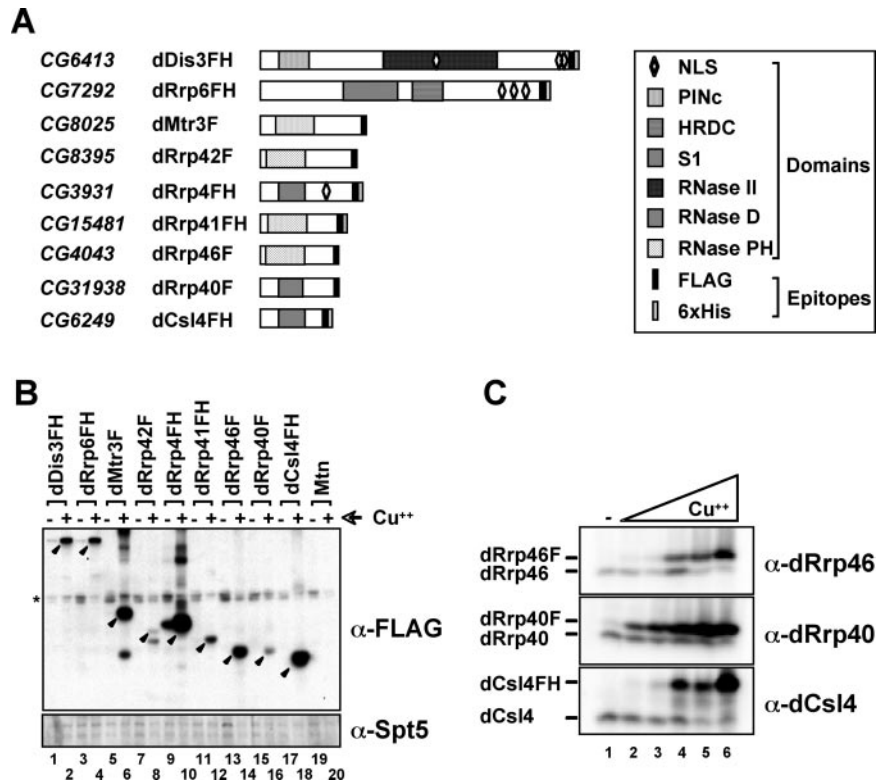 A
CG6413 dDis3FH
CG7292 dRrp6FH
CG8025 dMtr3F
CG8395 dRrp42F
CG3931 dRrp4FH
CG15481 dRrp41FH
CG4043 dRrp46F
CG31938 dRrp40F
CG6249 dCsl4FH
NLS
PINc
HRDC
S1
RNase II
RNase D
RNase PH
Domains
FLAG
6xHis
Epitopes
B
dDis3FH
dRrp6FH
dMtr3F
dRrp42F
dRrp4FH
dRrp41FH
dRrp46F
dRrp40F
dCsl4FH
Mtn
- + - + - + - + - + - + - + - + - + - + Cu++
*
α-FLAG
α-Spt5
1 3 5 7 9 11 13 15 17 19
2 4 6 8 10 12 14 16 18 20
C
- Cu++
dRrp46F
dRrp46
α-dRrp46
dRrp40F
dRrp40
α-dRrp40
dCsl4FH
dCsl4
α-dCsl4
1 2 3 4 5 6